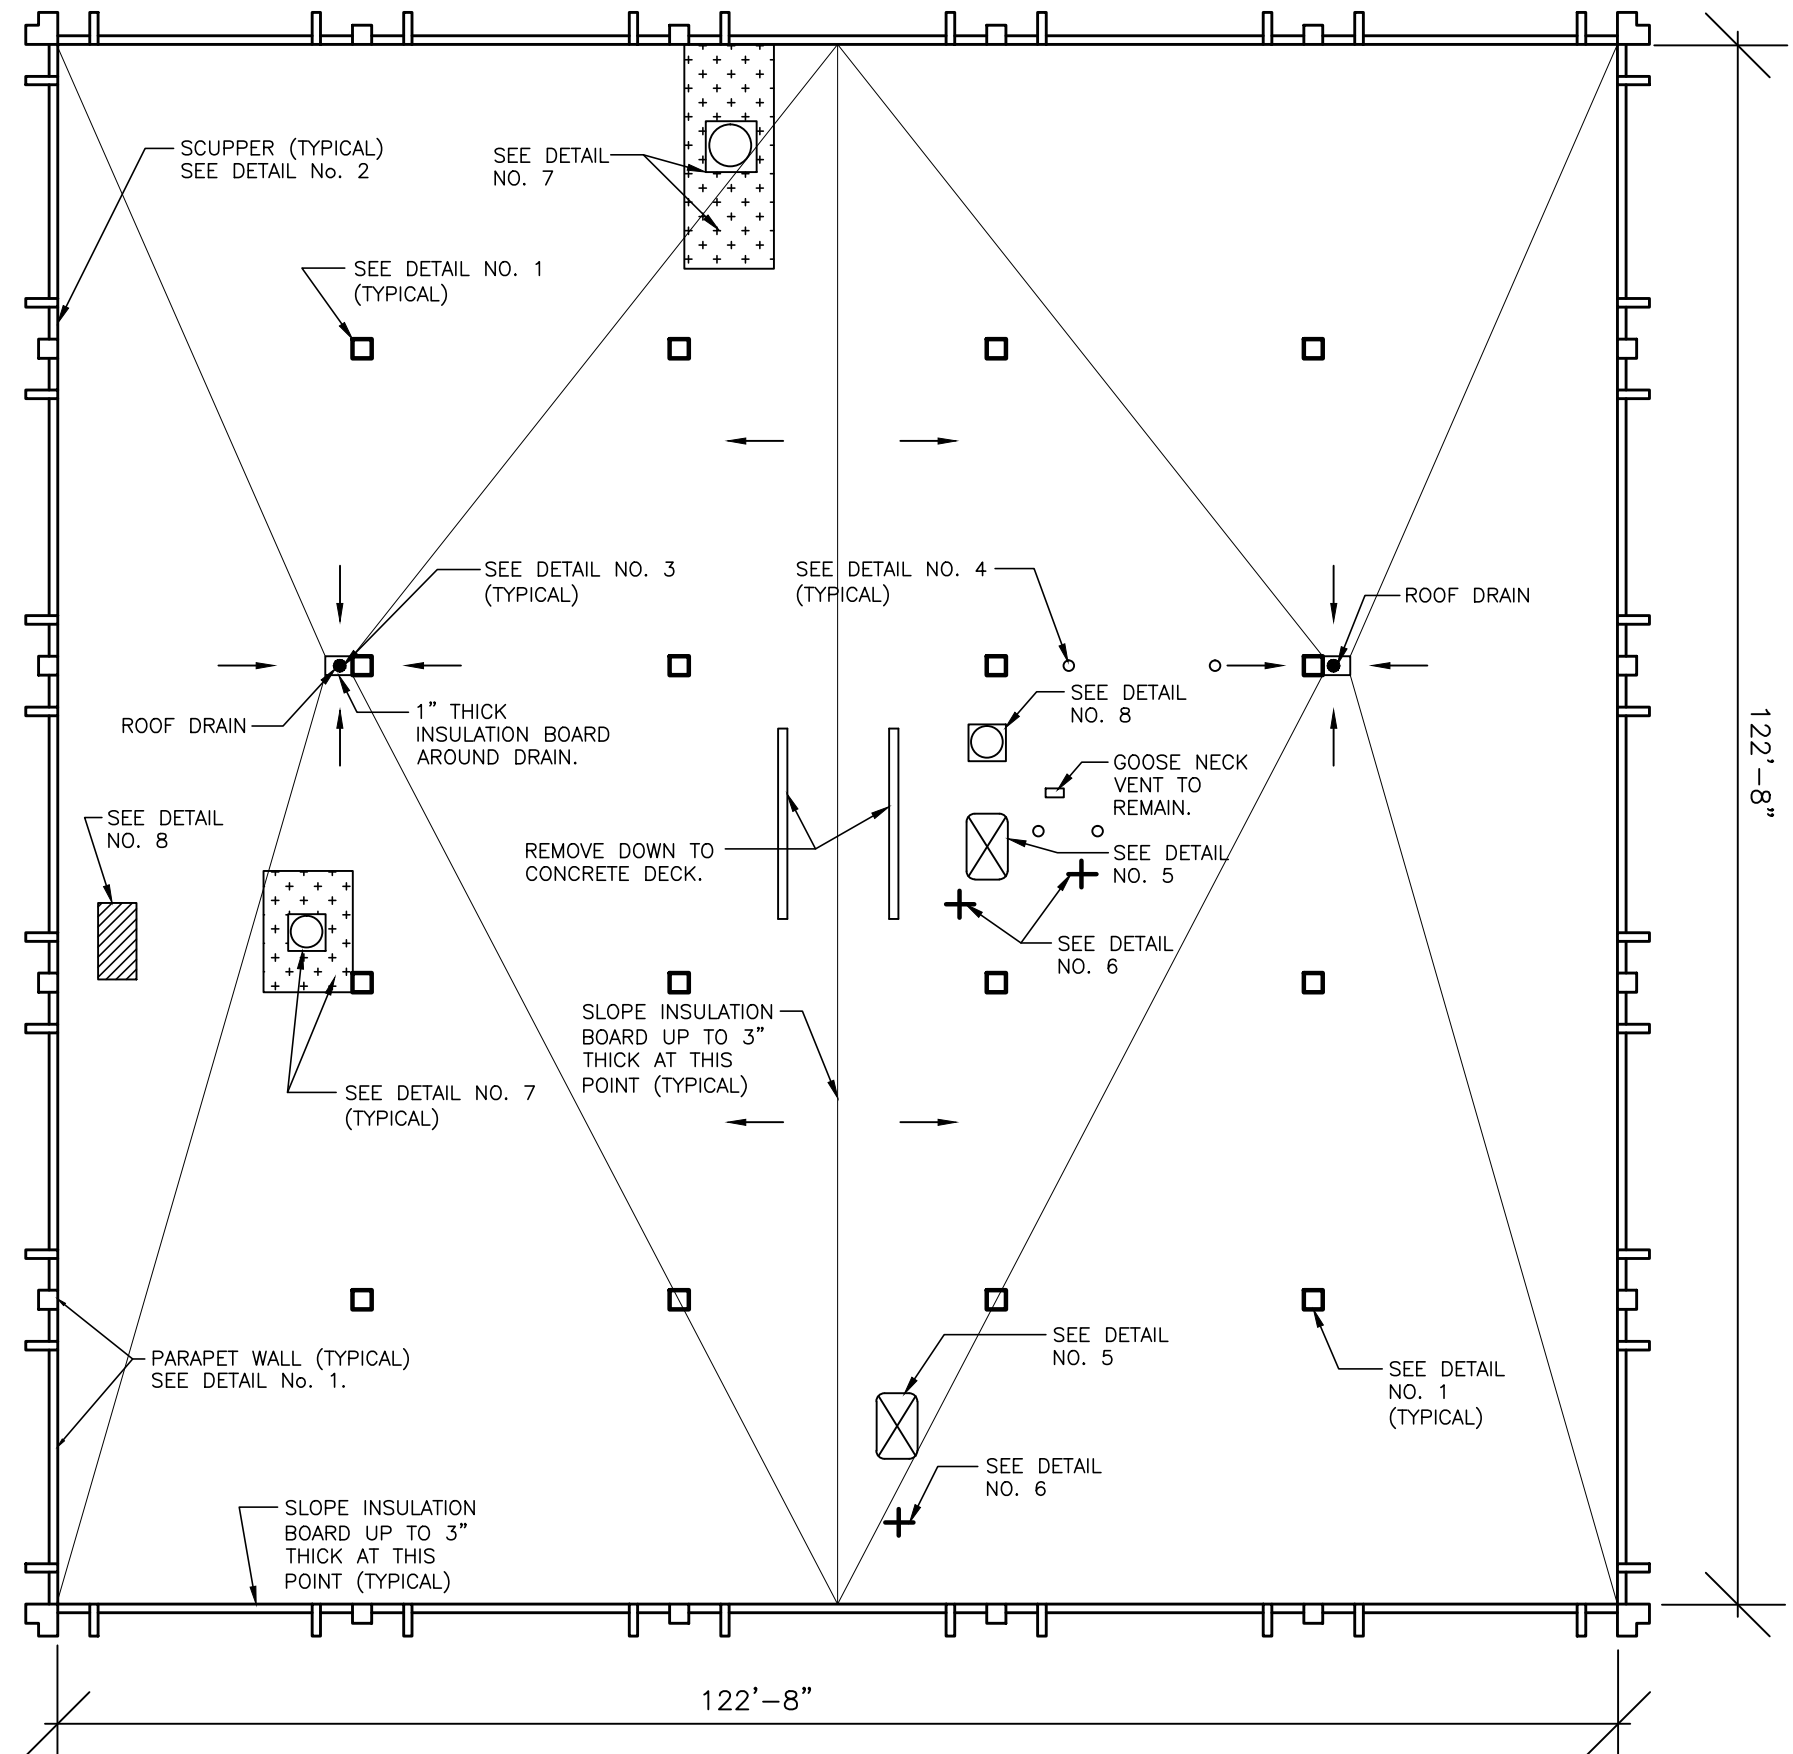 SCUPPER (TYPICAL)
SEE DETAIL No. 2
SEE DETAIL
NO. 7
SEE DETAIL NO. 1
(TYPICAL)
SEE DETAIL NO. 3
(TYPICAL)
SEE DETAIL NO. 4
(TYPICAL)
ROOF DRAIN
ROOF DRAIN
1” THICK
INSULATION BOARD
AROUND DRAIN.
SEE DETAIL
NO. 8
GOOSE NECK
VENT TO
REMAIN.
SEE DETAIL
NO. 8
REMOVE DOWN TO
CONCRETE DECK.
SEE DETAIL
NO. 5
SEE DETAIL
NO. 6
122'-8”
SLOPE INSULATION
BOARD UP TO 3”
THICK AT THIS
POINT (TYPICAL)
SEE DETAIL NO. 7
(TYPICAL)
SEE DETAIL
NO. 5
PARAPET WALL (TYPICAL)
SEE DETAIL No. 1.
SEE DETAIL
NO. 1
(TYPICAL)
SEE DETAIL
NO. 6
SLOPE INSULATION
BOARD UP TO 3”
THICK AT THIS
POINT (TYPICAL)
122'-8”